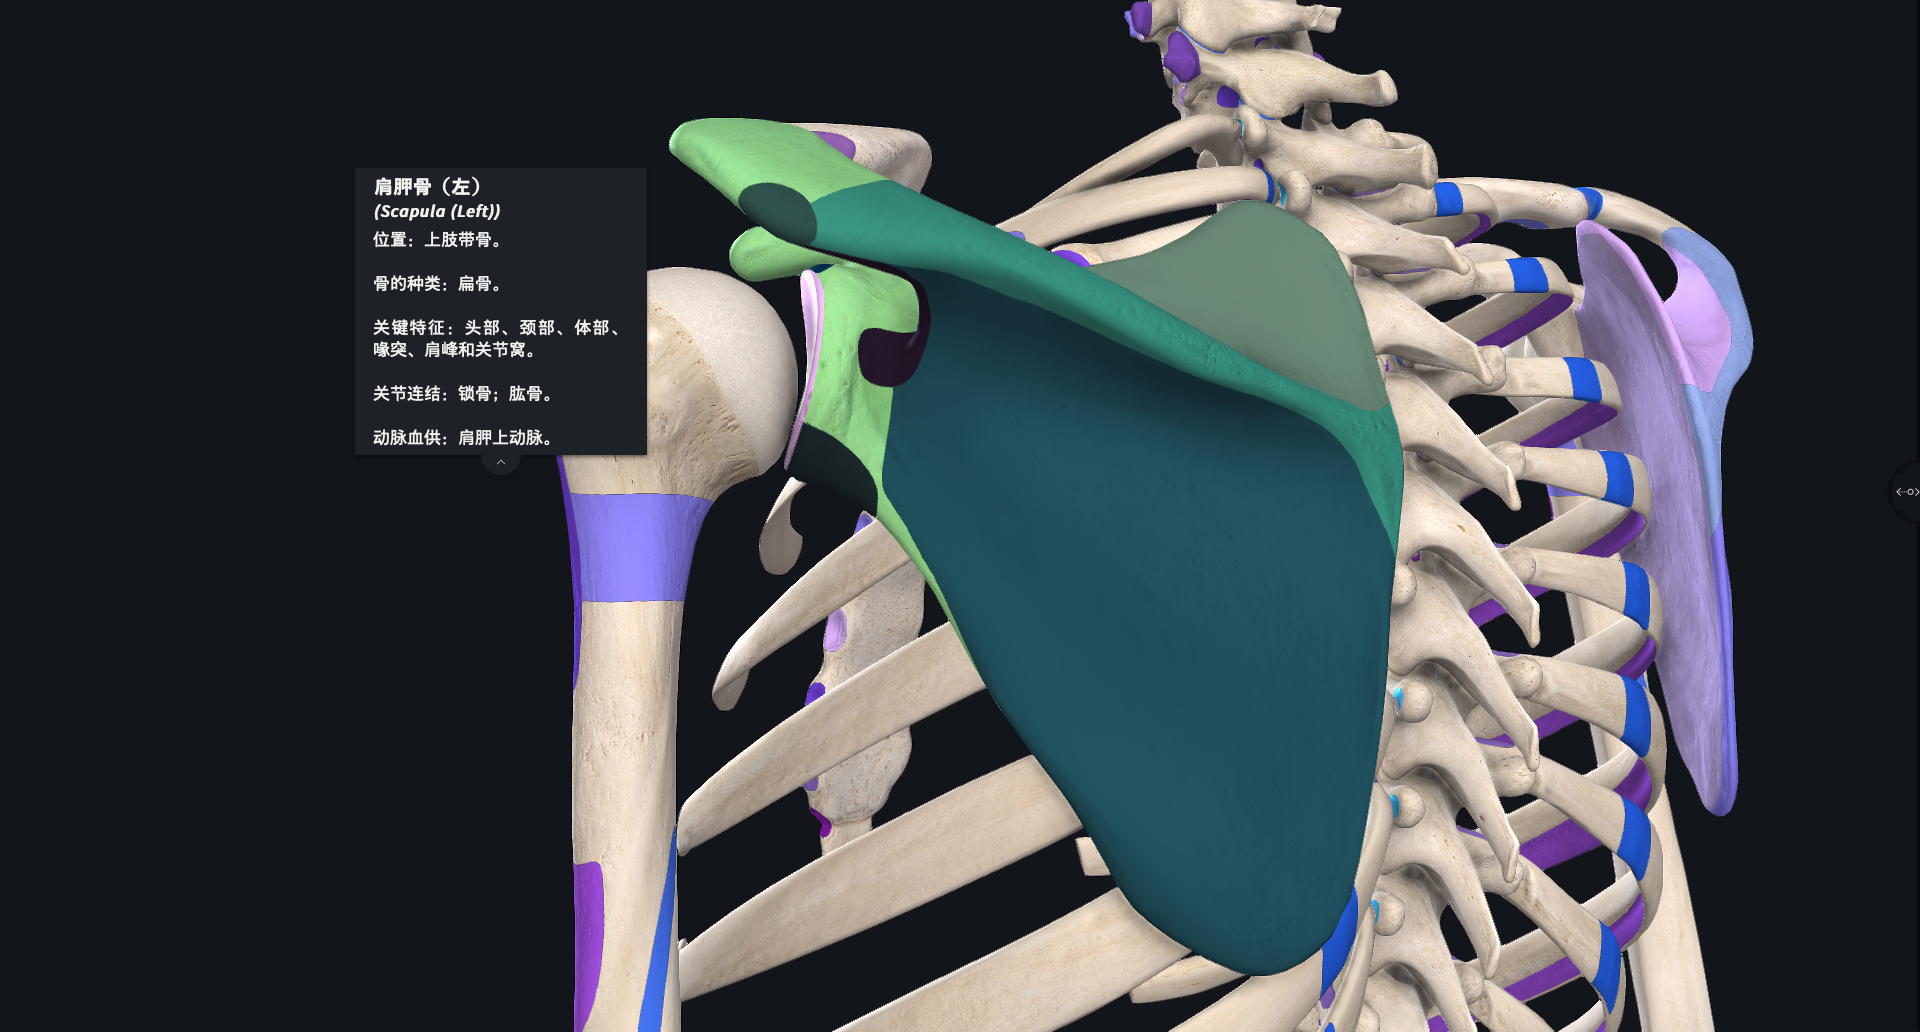 肩胛骨（左）
(Scapula (Left))
位置：上肢带骨。
骨的种类：扁骨。
关键特征：头部、颈部、体部、
喙突、肩峰和关节窝。
关节连结：锁骨；肱骨。
动脉血供：肩胛上动脉。